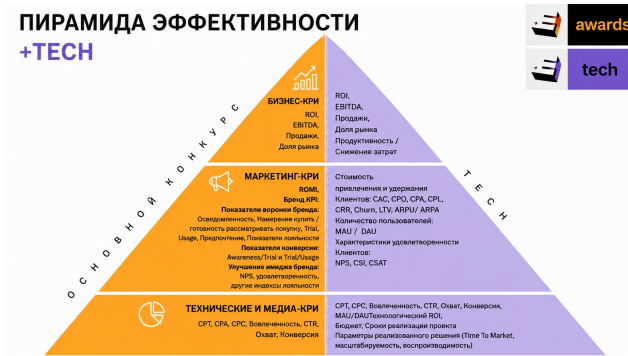 ПИРАМИДА ЭФФЕКТИВНОСТИ
+TECH
awards
tech
ОСНОВНОЙ КОНКУРС
TECH
БИЗНЕС-KPИ
ROI,
EBITDA,
Продажи,
Доля рынка
ROI,
EBITDA,
Продажи,
Доля рынка
Продуктивность /
Снижение затрат
МАРКЕТИНГ-KPИ
ROMI,
Бренд KPI:
Показатели воронки бренда:
Осведомленность, Намерение купить /
готовность рассматривать покупку, Trial,
Usage, Предпочтение, Показатели лояльности
Показатели конверсии:
Awareness/Trial и Trial/Usage
Улучшение имиджа бренда:
NPS, удовлетворенность,
другие индексы лояльности
Стоимость
привлечения и удержания
Клиентов: CAC, CPO, CPA, CPL,
CRR, Churn, LTV, ARPU/ ARPA
Количество пользователей:
MAU / DAU
Характеристики удовлетворенности
Клиентов:
NPS, CSI, CSAT
ТЕХНИЧЕСКИЕ И МЕДИА-KPИ
CPT, CPA, CPC, Вовлеченность, CTR,
Охват, Конверсия
CPT, CPC, Вовлеченность, CTR, Охват, Конверсия,
MAU/DAUТехнологический ROI,
Бюджет, Сроки реализации проекта
Параметры реализованного решения (Time To Market,
масштабируемость, воспроизводимость)